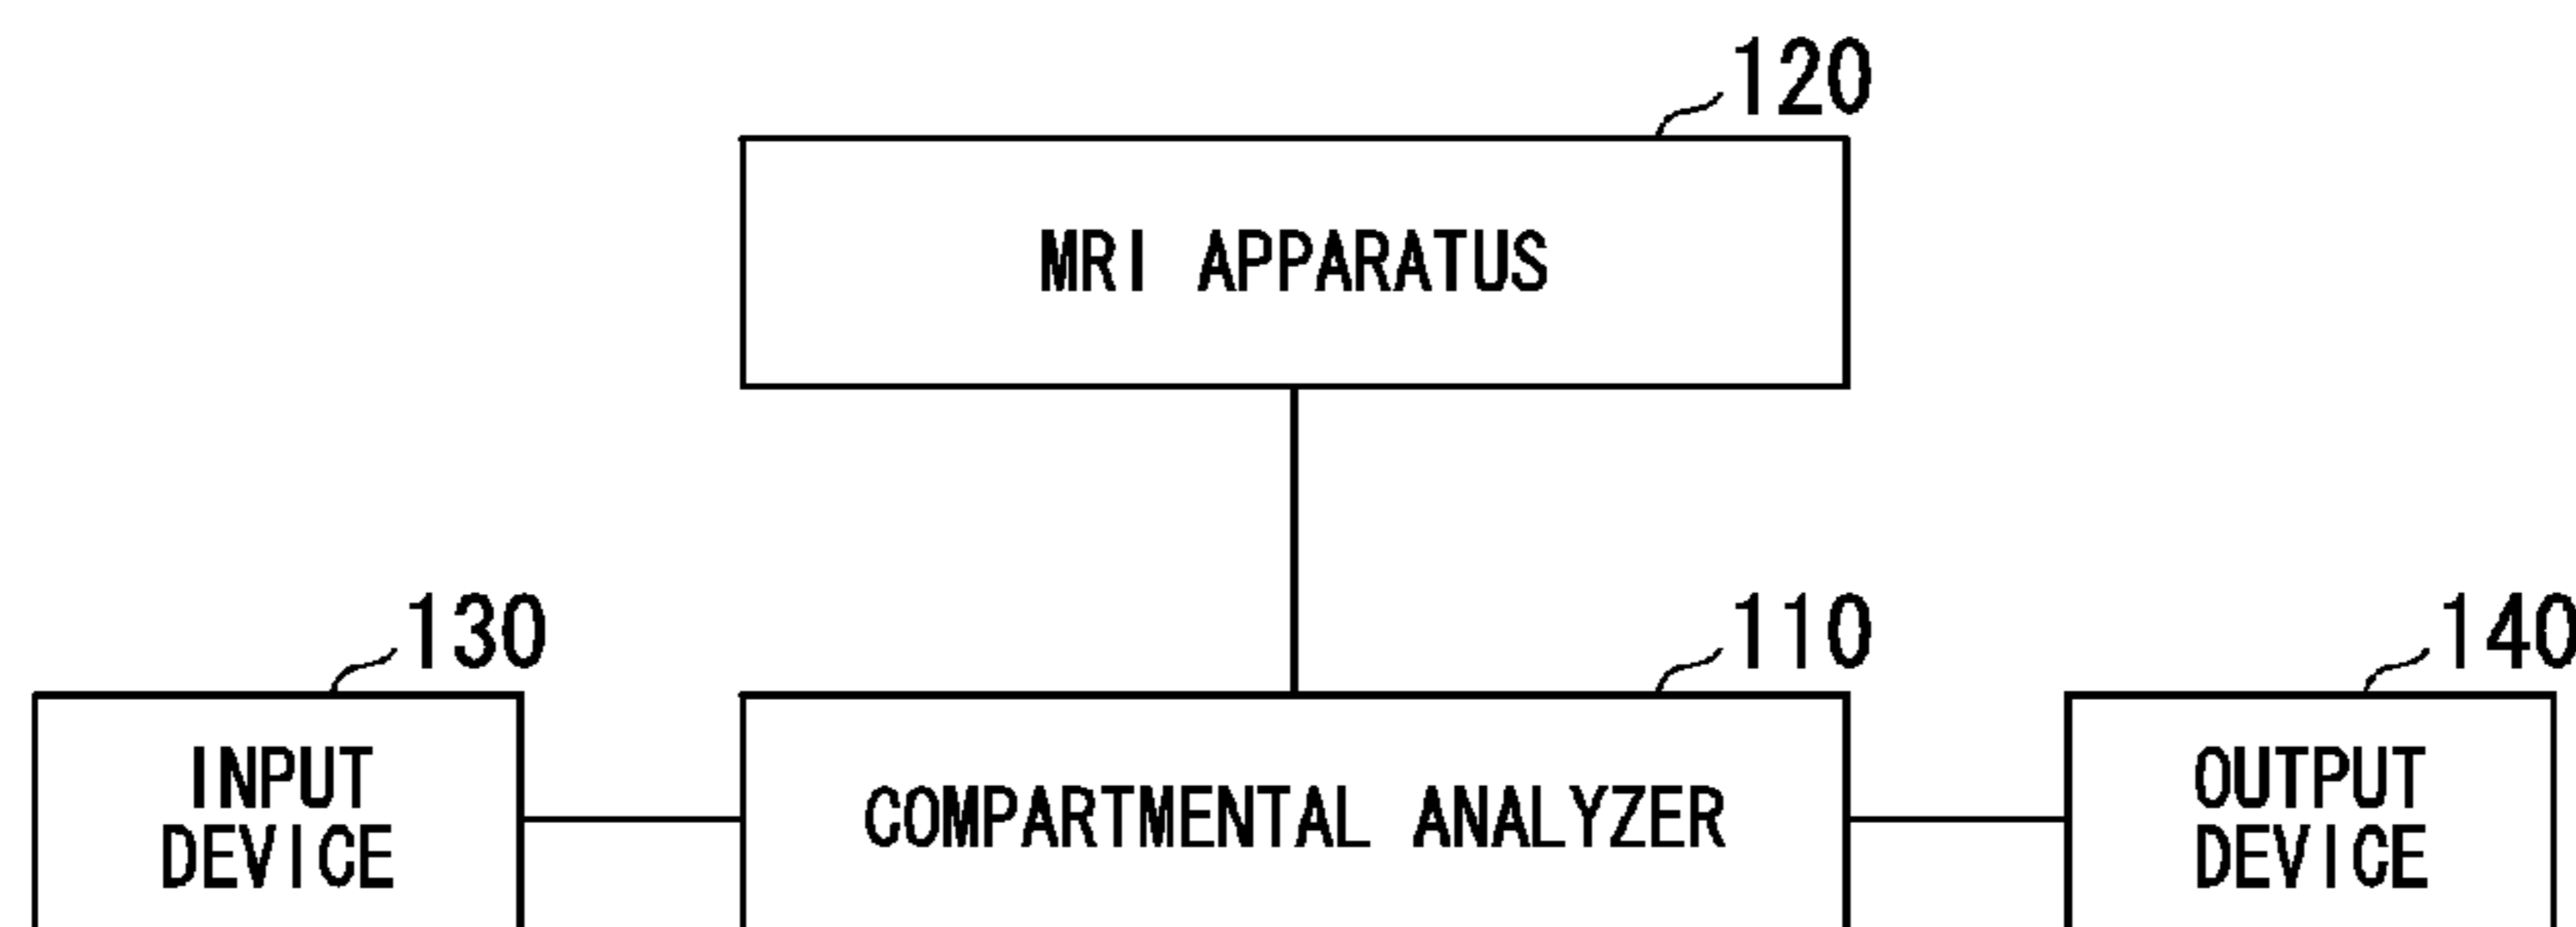 120
MRI APPARATUS
130
110
140
INPUT
DEVICE
COMPARTMENTAL ANALYZER
OUTPUT
DEVICE